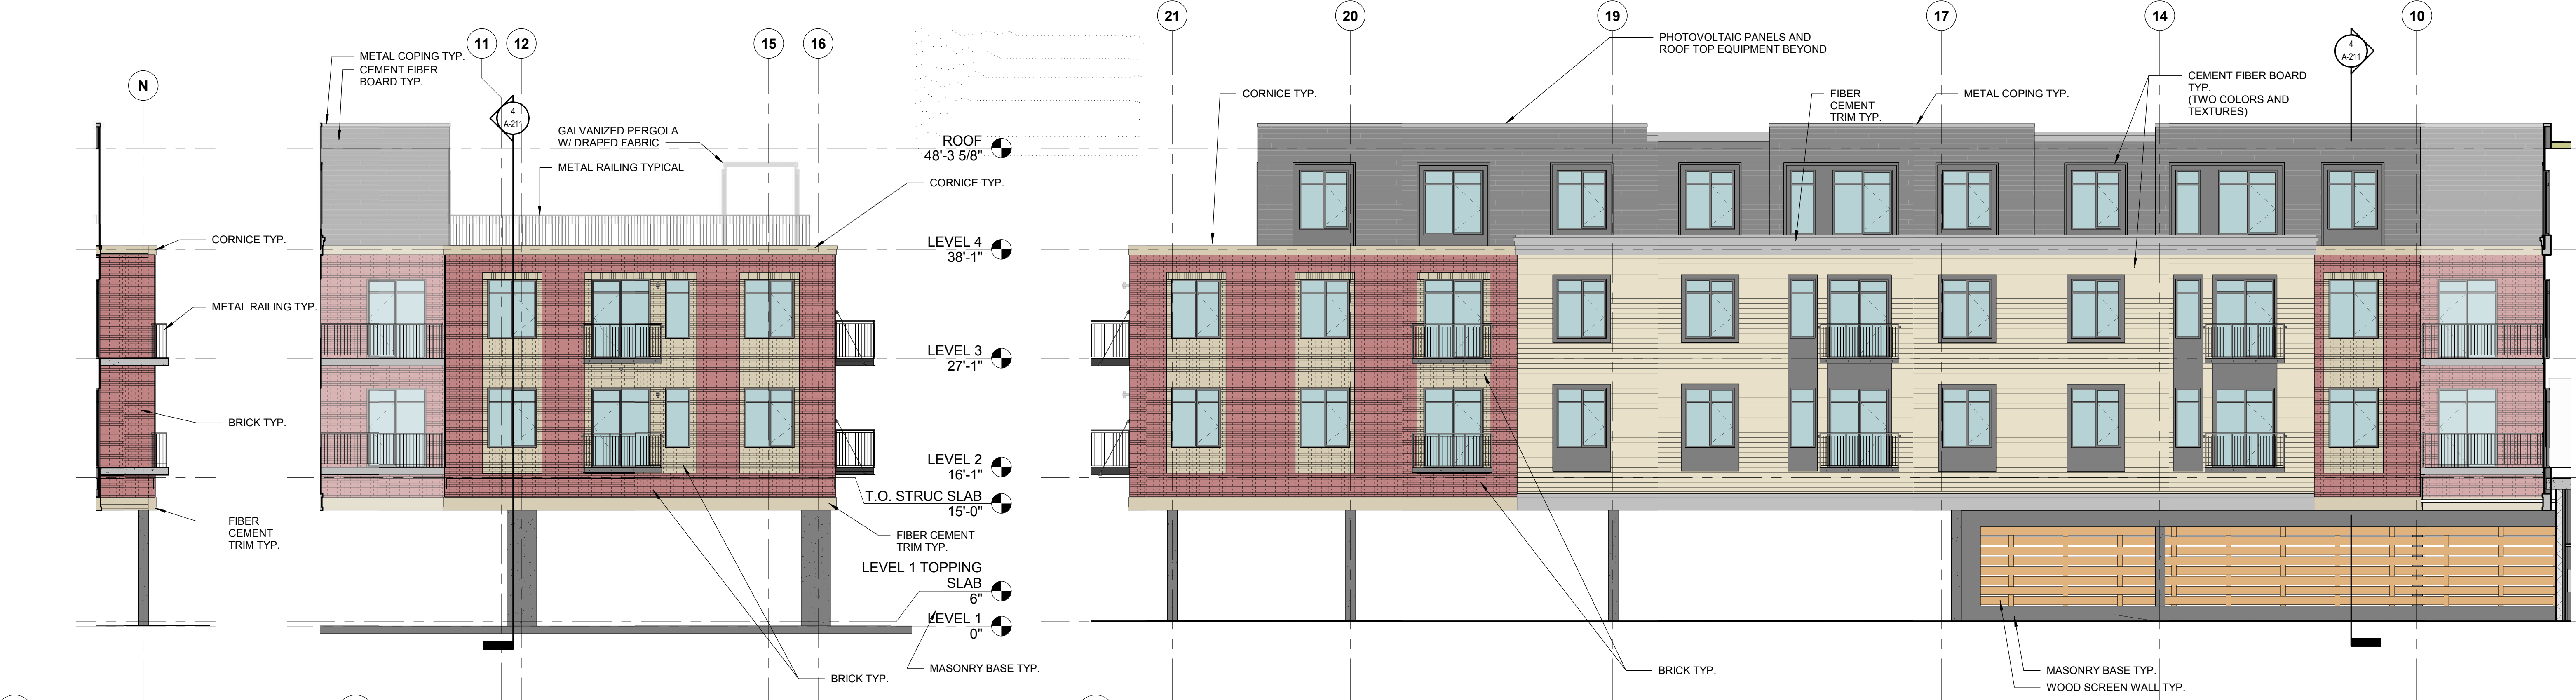 N
11
12
15
16
21
20
19
17
14
10
METAL COPING TYP.
CEMENT FIBER
BOARD TYP.
4
A-211
GALVANIZED PERGOLA
W/ DRAPED FABRIC
METAL RAILING TYPICAL
CORNICE TYP.
CORNICE TYP.
METAL RAILING TYP.
BRICK TYP.
FIBER
CEMENT
TRIM TYP.
ROOF
48'-3 5/8"
LEVEL 4
38'-1"
LEVEL 3
27'-1"
LEVEL 2
16'-1"
T.O. STRUC SLAB
15'-0"
FIBER CEMENT
TRIM TYP.
LEVEL 1 TOPPING
SLAB
6"
LEVEL 1
0"
MASONRY BASE TYP.
BRICK TYP.
PHOTOVOLTAIC PANELS AND
ROOF TOP EQUIPMENT BEYOND
CORNICE TYP.
FIBER
CEMENT
TRIM TYP.
METAL COPING TYP.
4
A-211
CEMENT FIBER BOARD
TYP.
(TWO COLORS AND
TEXTURES)
BRICK TYP.
MASONRY BASE TYP.
WOOD SCREEN WALL TYP.